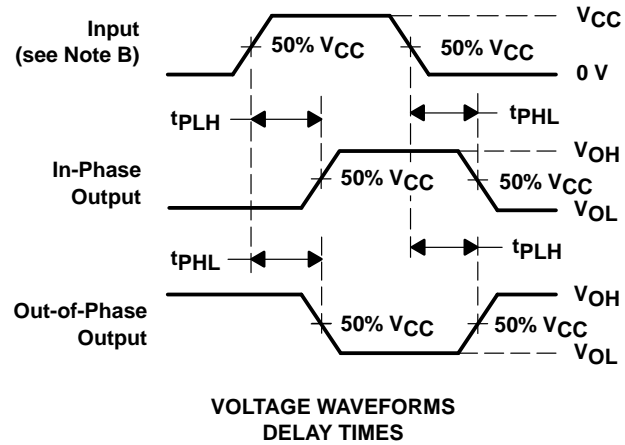 Input
(see Note B)
50% VCC
50% VCC
VCC
0 V
tPLH
tPHL
In-Phase
Output
50% VCC
50% VCC
VOH
VOL
tPHL
tPLH
Out-of-Phase
Output
50% VCC
50% VCC
VOH
VOL
VOLTAGE WAVEFORMS
DELAY TIMES